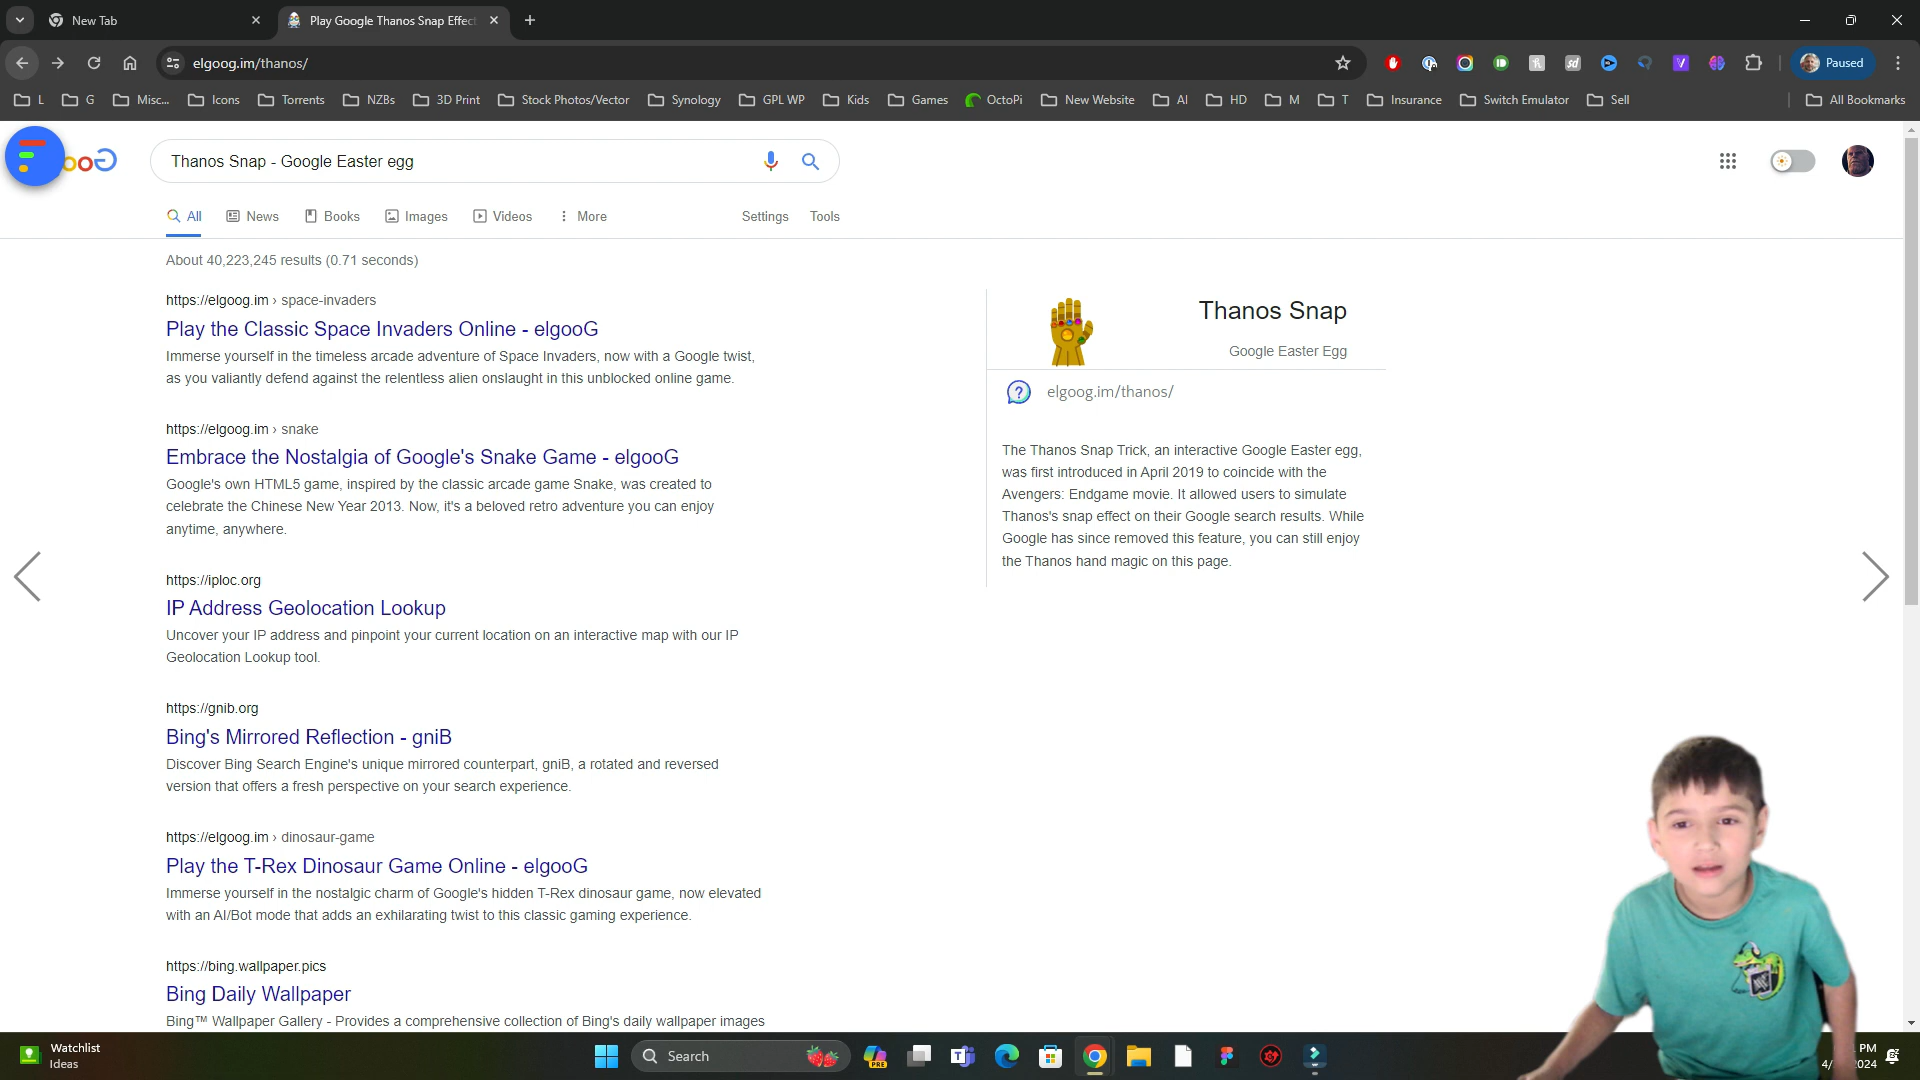 New Tab
Play Google Thanos Snap Effect
elgoog.im/thanos/
Paused
L
G
Misc...
Icons
Torrents
NZBs
3D Print
Stock Photos/Vector
Synology
GPL WP
Kids
Games
OctoPi
New Website
AI
HD
M
T
Insurance
Switch Emulator
Sell
All Bookmarks
Thanos Snap - Google Easter egg
All
News
Books
Images
Videos
More
Settings
Tools
About 40,223,245 results (0.71 seconds)
https://elgoog.im › space-invaders
Play the Classic Space Invaders Online - elgooG
Immerse yourself in the timeless arcade adventure of Space Invaders, now with a Google twist,
as you valiantly defend against the relentless alien onslaught in this unblocked online game.
https://elgoog.im › snake
Embrace the Nostalgia of Google's Snake Game - elgooG
Google's own HTML5 game, inspired by the classic arcade game Snake, was created to
celebrate the Chinese New Year 2013. Now, it's a beloved retro adventure you can enjoy
anytime, anywhere.
https://iploc.org
IP Address Geolocation Lookup
Uncover your IP address and pinpoint your current location on an interactive map with our IP
Geolocation Lookup tool.
https://gnib.org
Bing's Mirrored Reflection - gniB
Discover Bing Search Engine's unique mirrored counterpart, gniB, a rotated and reversed
version that offers a fresh perspective on your search experience.
https://elgoog.im › dinosaur-game
Play the T-Rex Dinosaur Game Online - elgooG
Immerse yourself in the nostalgic charm of Google's hidden T-Rex dinosaur game, now elevated
with an AI/Bot mode that adds an exhilarating twist to this classic gaming experience.
https://bing.wallpaper.pics
Bing Daily Wallpaper
Bing™ Wallpaper Gallery - Provides a comprehensive collection of Bing's daily wallpaper images
Thanos Snap
Google Easter Egg
elgoog.im/thanos/
The Thanos Snap Trick, an interactive Google Easter egg,
was first introduced in April 2019 to coincide with the
Avengers: Endgame movie. It allowed users to simulate
Thanos's snap effect on their Google search results. While
Google has since removed this feature, you can still enjoy
the Thanos hand magic on this page.
Watchlist
Ideas
Search
PRE
PM
4/
2024